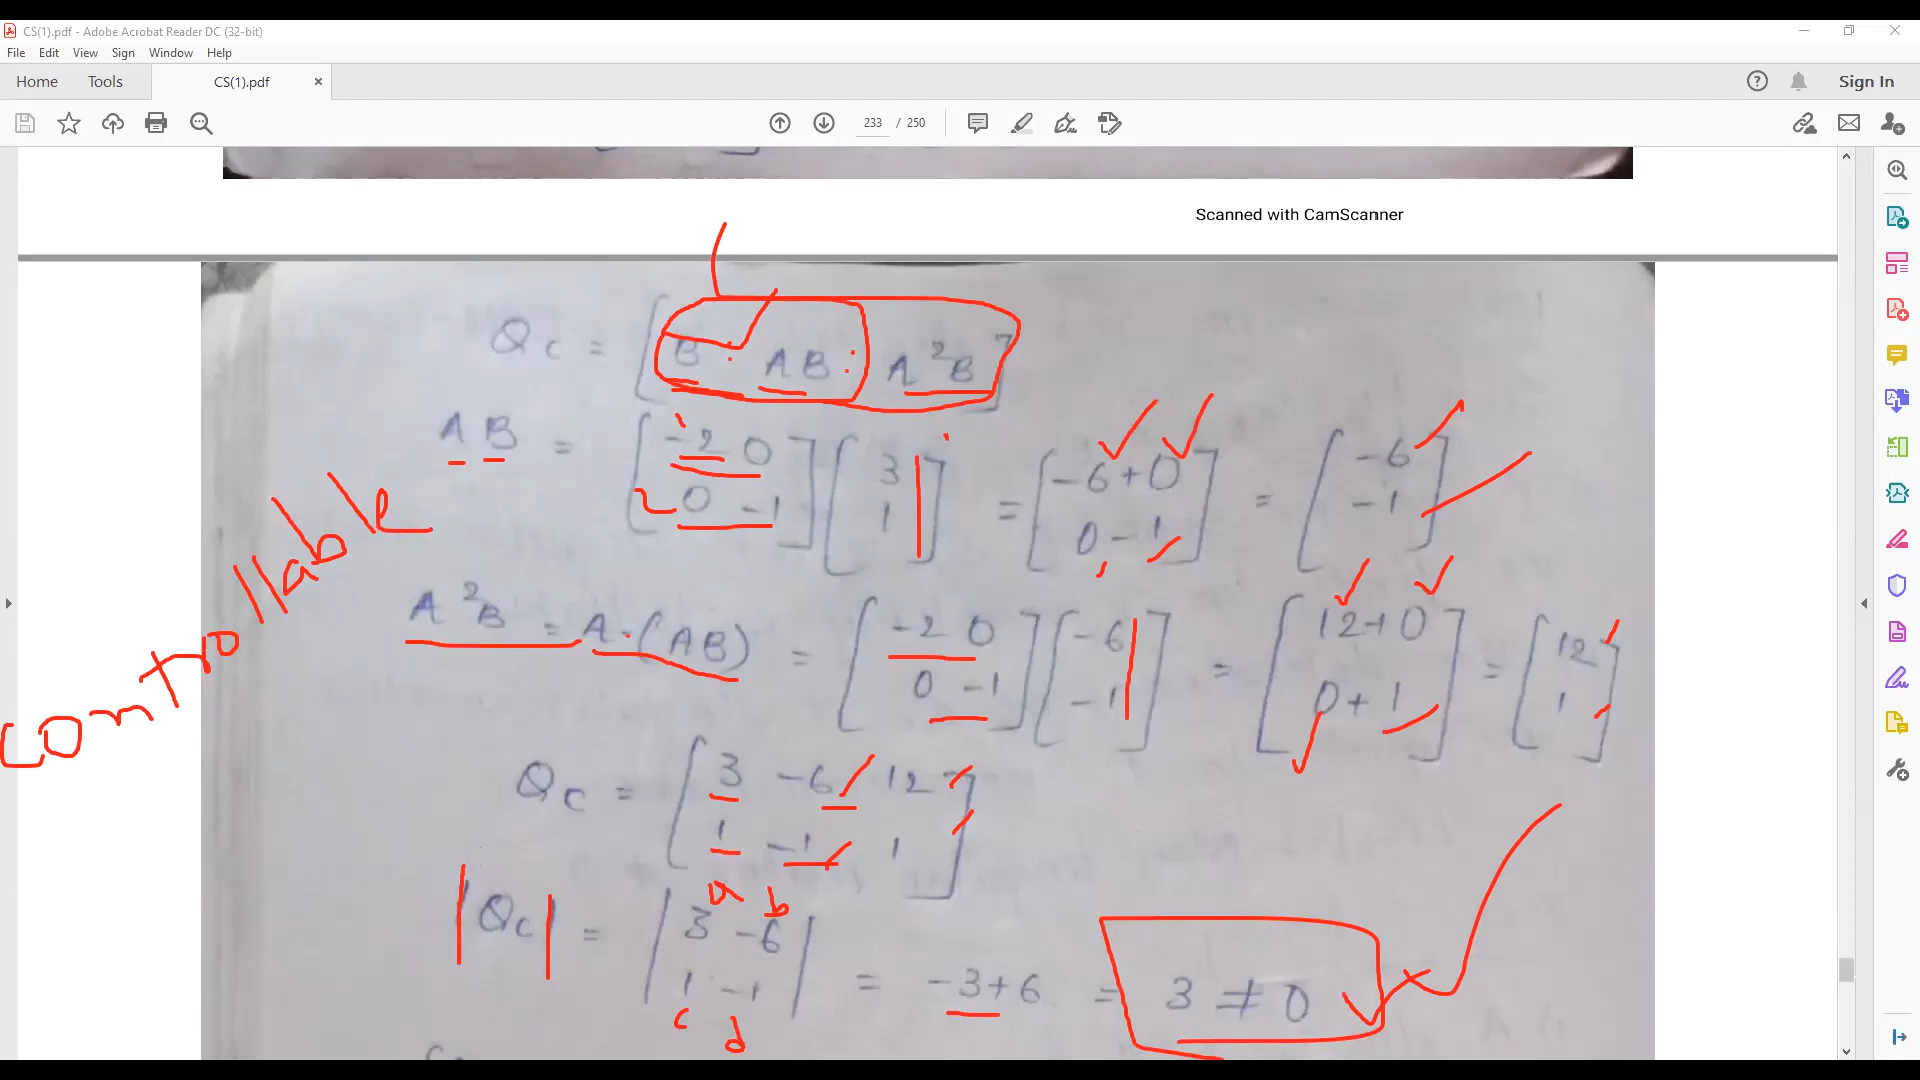 CS(1).pdf - Adobe Acrobat Reader DC (32-bit)
File Edit View Sign Window Help
Home Tools CS(1).pdf × Sign In
233 / 250
Scanned with CamScanner
Qc = [B : AB : A²B]
AB = [-2 0 [3 = [-6+0 = [-6
0 -1] 1] 0-1] -1]
controllable
A²B = A·(AB) = [-2 0 [-6 = [12+0 = [12
0 -1] -1] 0+1] 1]
Qc = [3 -6 12
1 -1 1]
a b
|Qc| = |3 -6
1 -1| = -3+6 = 3 ≠ 0
c d